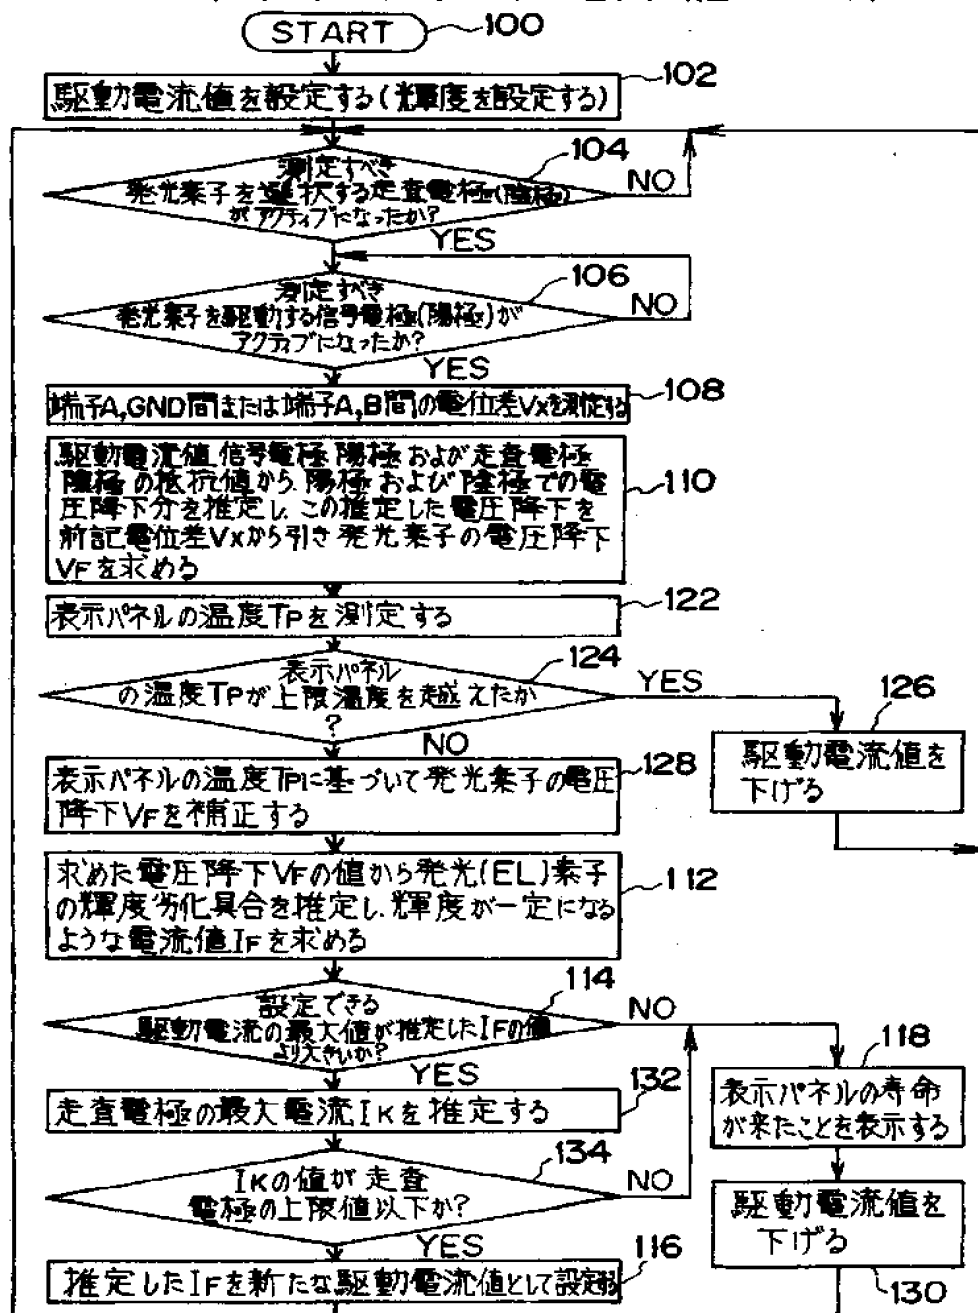 START
100
102
駆動電流値を設定する(輝度を設定する)
104
測定すべき
発光素子を選択する走査電極(陰極)
がアクティブになったか?
NO
YES
106
測定すべき
発光素子を駆動する信号電極(陽極)が
アクティブになったか?
NO
YES
108
端子A,GND間または端子A,B間の電位差Vxを測定する
駆動電流値、信号電極、陽極および走査電極
陰極の抵抗値から、陽極および陰極での電
圧降下分を推定し、この推定した電圧降下を
前記電位差Vxから引き発光素子の電圧降下
VFを求める
110
122
表示パネルの温度TPを測定する
124
表示パネル
の温度TPが上限温度を越えたか
?
YES
NO
126
駆動電流値を
下げる
表示パネルの温度TPに基づいて発光素子の電圧
降下VFを補正する
128
求めた電圧降下VFの値から発光(EL)素子
の輝度劣化具合を推定し、輝度が一定になる
ような電流値IFを求める
112
114
設定できる
駆動電流の最大値が推定したIFの値
より大きいか?
NO
YES
118
表示パネルの寿命
が来たことを表示する
132
走査電極の最大電流IKを推定する
134
IKの値が走査
電極の上限値以下か?
NO
YES
駆動電流値を
下げる
130
116
推定したIFを新たな駆動電流値として設定する